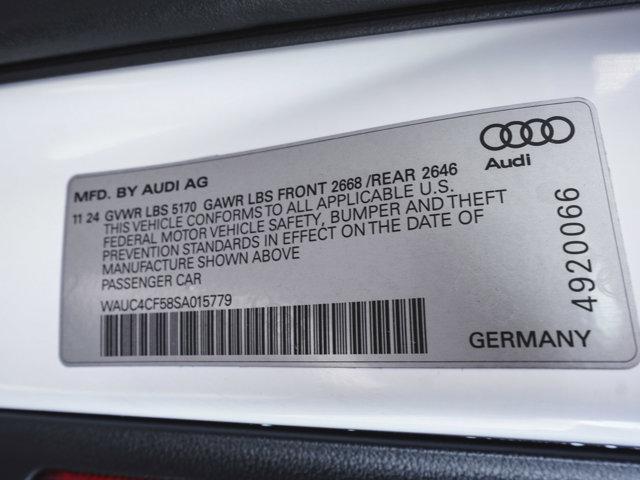 Audi
MFD. BY AUDI AG
11 24 GVWR LBS 5170 GAWR LBS FRONT 2668 /REAR 2646
THIS VEHICLE CONFORMS TO ALL APPLICABLE U.S.
FEDERAL MOTOR VEHICLE SAFETY, BUMPER AND THEFT
PREVENTION STANDARDS IN EFFECT ON THE DATE OF
MANUFACTURE SHOWN ABOVE
PASSENGER CAR
WAUC4CF58SA015779
GERMANY
4920066